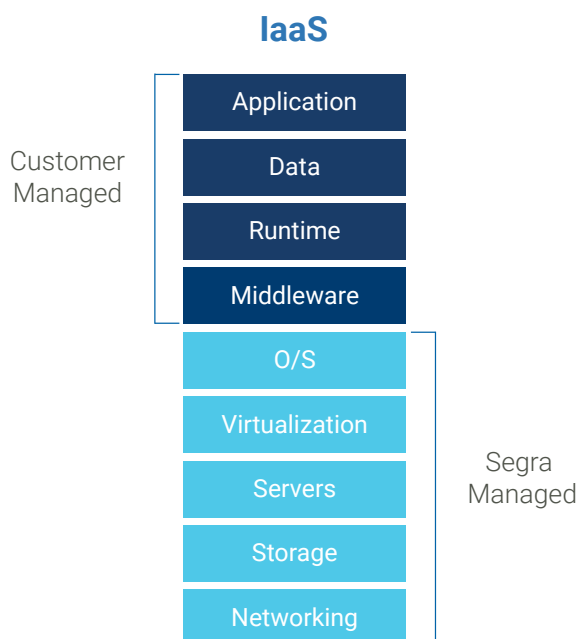 IaaS
Customer
Managed
Application
Data
Runtime
Middleware
O/S
Virtualization
Servers
Storage
Networking
Segra
Managed